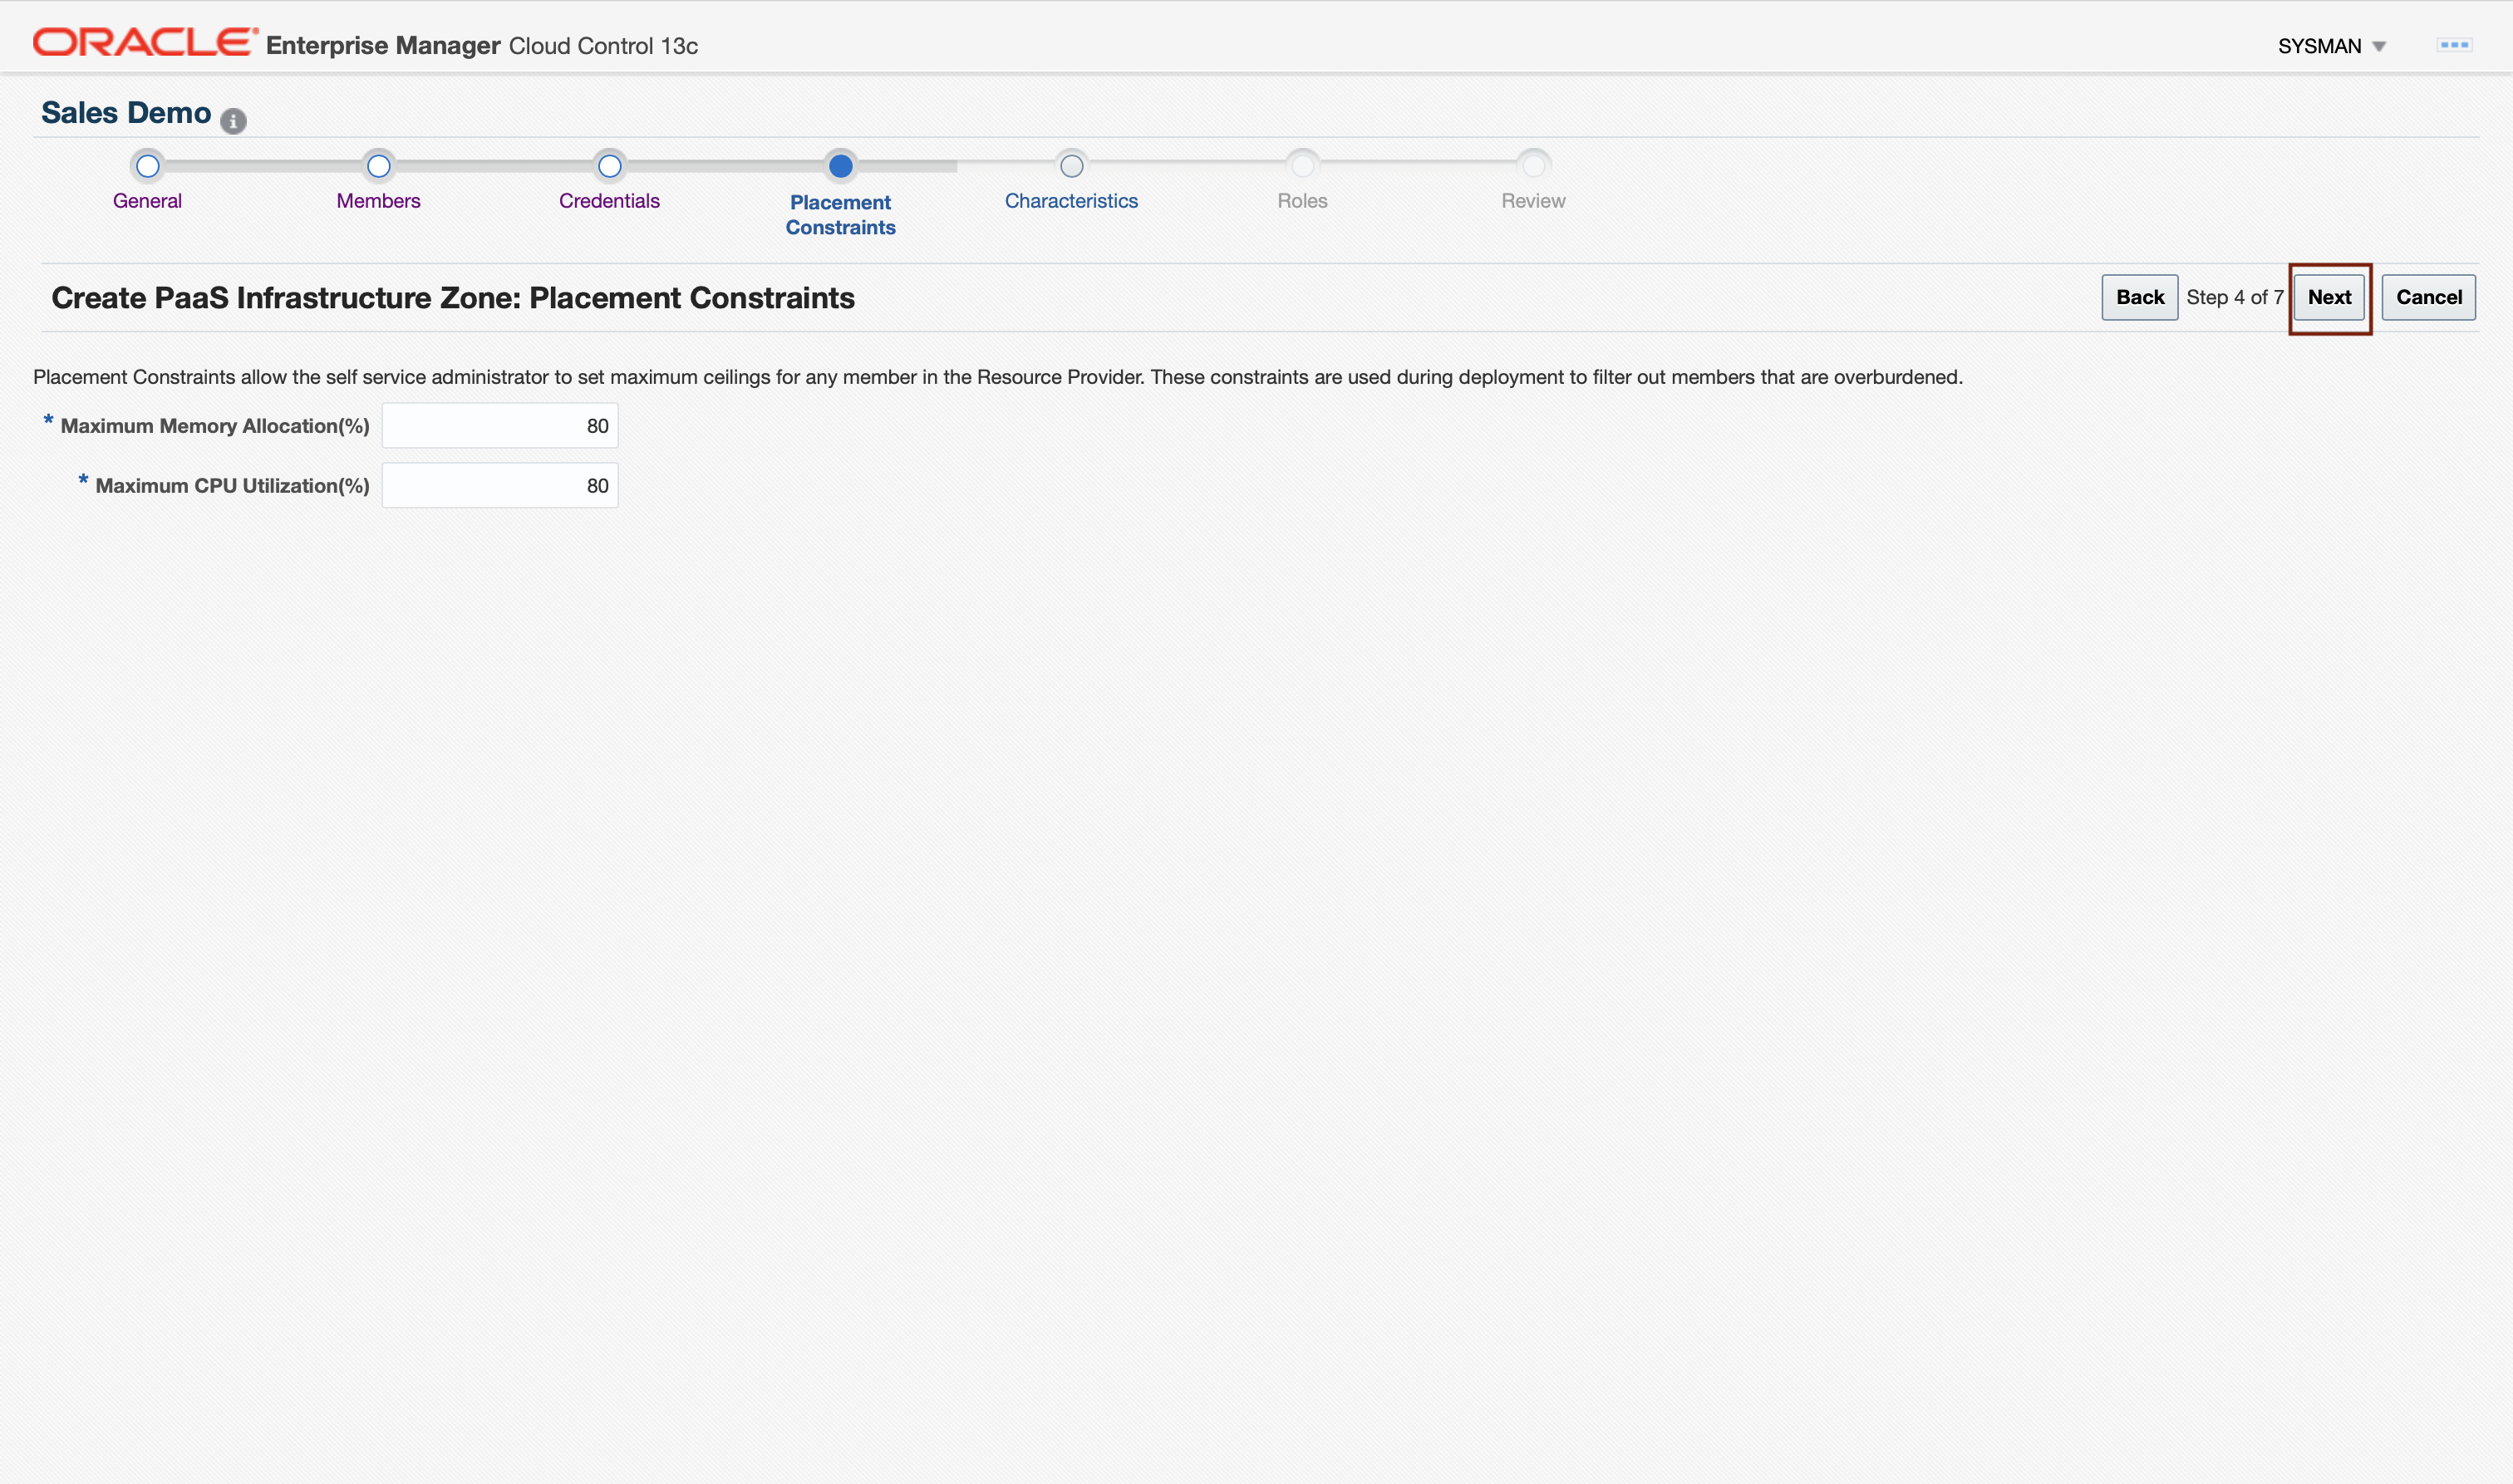 ORACLE Enterprise Manager Cloud Control 13c
SYSMAN
Sales Demo
General
Members
Credentials
Placement
Constraints
Characteristics
Roles
Review
Create PaaS Infrastructure Zone: Placement Constraints
Back Step 4 of 7 Next Cancel
Placement Constraints allow the self service administrator to set maximum ceilings for any member in the Resource Provider. These constraints are used during deployment to filter out members that are overburdened.
* Maximum Memory Allocation(%) 80
* Maximum CPU Utilization(%) 80